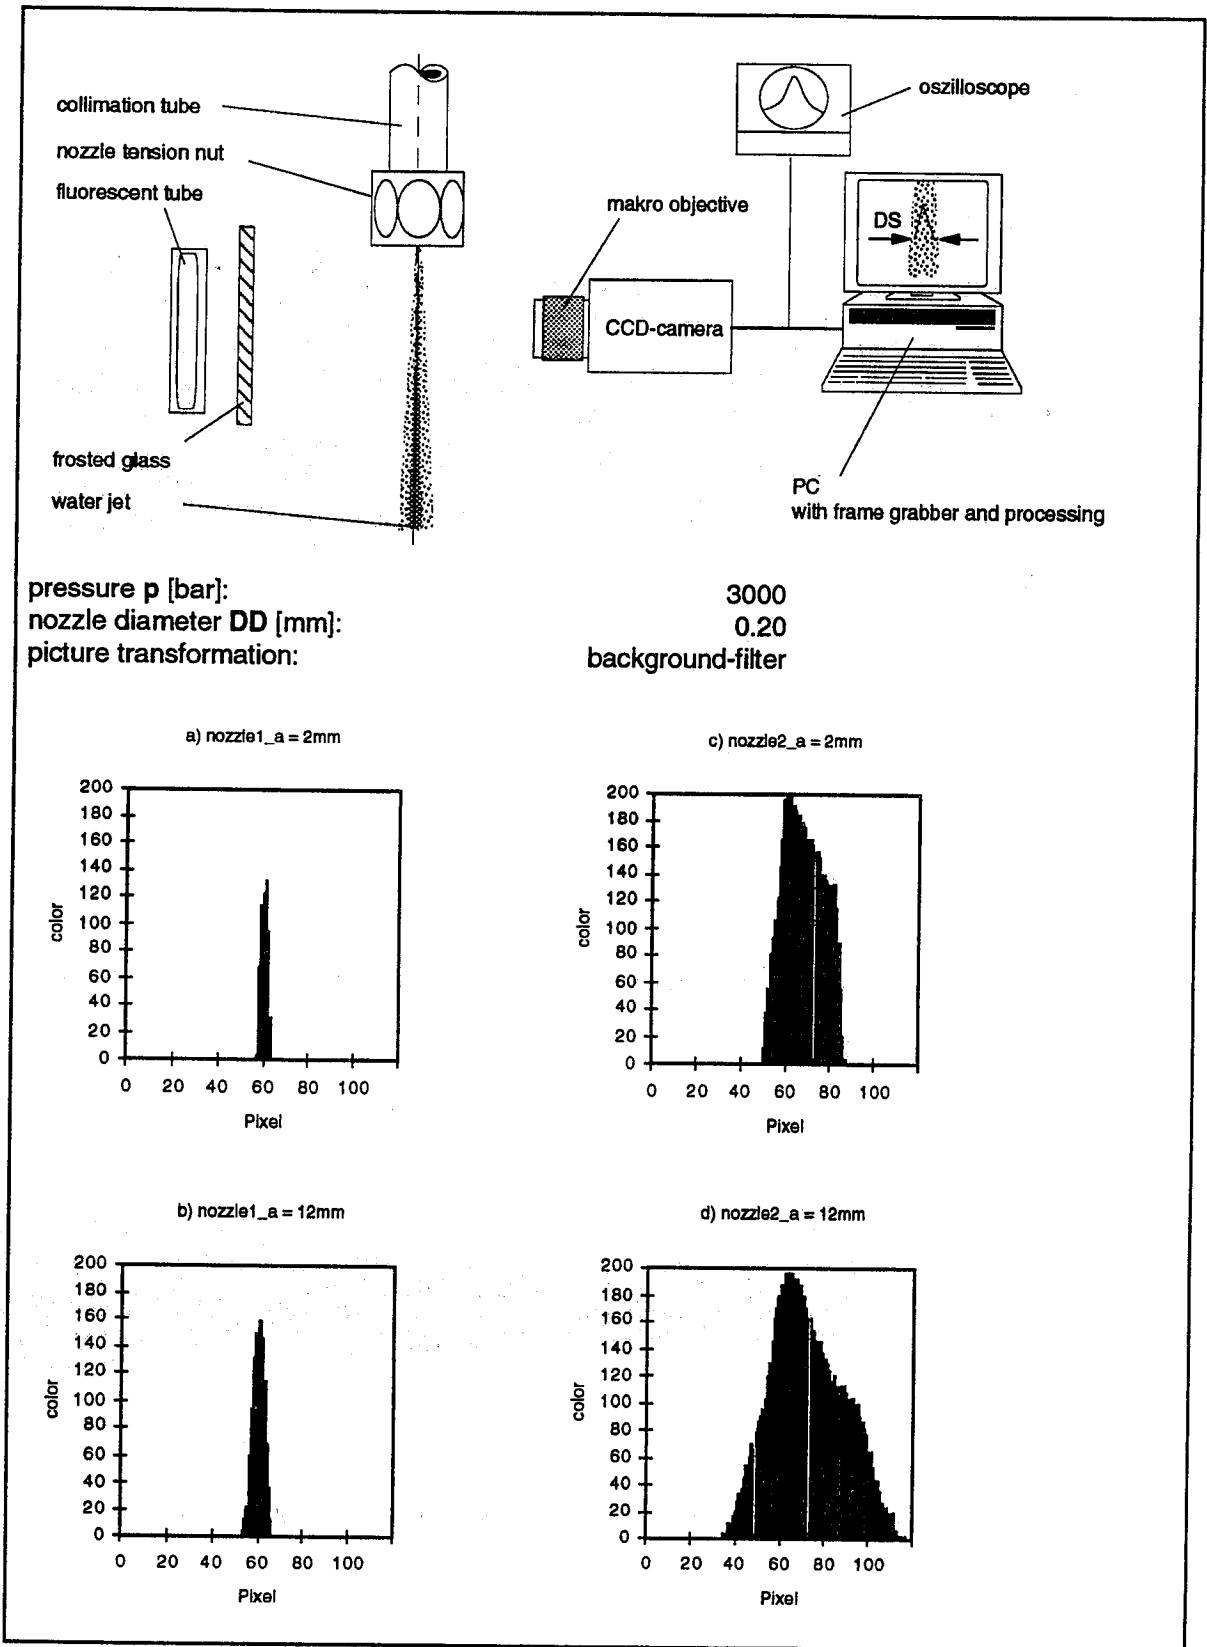 collimation tube
nozzle tension nut
fluorescent tube
frosted glass
water jet
makro objective
CCD-camera
oszilloscope
DS
PC
with frame grabber and processing
pressure p [bar]: 3000
nozzle diameter DD [mm]: 0.20
picture transformation: background-filter
a) nozzle1_a = 2mm
200
180
160
140
120
100
80
60
40
20
0
color
0 20 40 60 80 100
Pixel
c) nozzle2_a = 2mm
200
180
160
140
120
100
80
60
40
20
0
color
0 20 40 60 80 100
Pixel
b) nozzle1_a = 12mm
200
180
160
140
120
100
80
60
40
20
0
color
0 20 40 60 80 100
Pixel
d) nozzle2_a = 12mm
200
180
160
140
120
100
80
60
40
20
0
color
0 20 40 60 80 100
Pixel